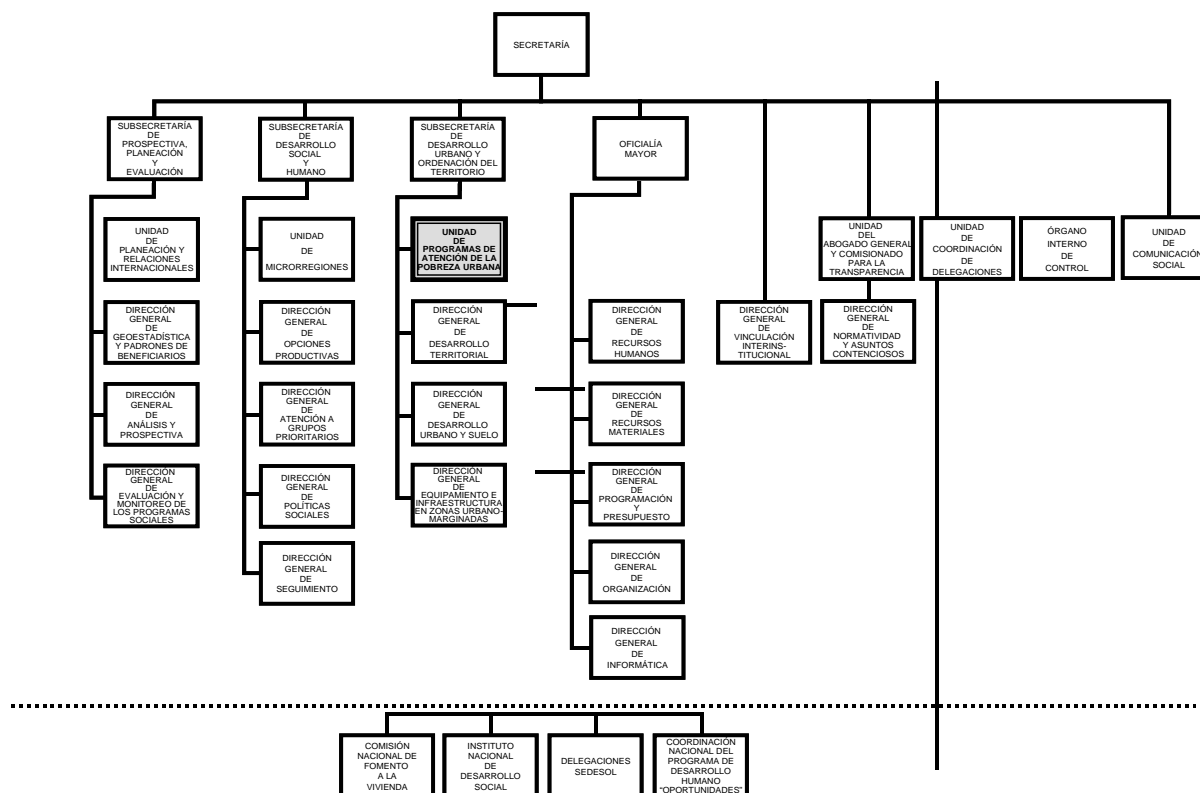 SECRETARÍA
SUBSECRETARÍA
DE
PROSPECTIVA,
PLANEACIÓN
Y
EVALUACIÓN
SUBSECRETARÍA
DE
DESARROLLO
SOCIAL
Y
HUMANO
SUBSECRETARÍA
DE
DESARROLLO
URBANO Y
ORDENACIÓN DEL
TERRITORIO
OFICIALÍA
MAYOR
UNIDAD
DE
PLANEACIÓN Y
RELACIONES
INTERNACIONALES
UNIDAD
DE
MICRORREGIONES
UNIDAD
DE
PROGRAMAS DE
ATENCIÓN DE LA
POBREZA URBANA
UNIDAD
DEL
ABOGADO GENERAL
Y COMISIONADO
PARA LA
TRANSPARENCIA
UNIDAD
DE
COORDINACIÓN
DE
DELEGACIONES
ÓRGANO
INTERNO
DE
CONTROL
UNIDAD
DE
COMUNICACIÓN
SOCIAL
DIRECCIÓN
GENERAL
DE
GEOESTADÍSTICA
Y PADRONES DE
BENEFICIARIOS
DIRECCIÓN
GENERAL
DE
OPCIONES
PRODUCTIVAS
DIRECCIÓN
GENERAL
DE
DESARROLLO
TERRITORIAL
DIRECCIÓN
GENERAL
DE
RECURSOS
HUMANOS
DIRECCIÓN
GENERAL
DE
VINCULACIÓN
INTERINS-
TITUCIONAL
DIRECCIÓN
GENERAL
DE
NORMATIVIDAD
Y ASUNTOS
CONTENCIOSOS
DIRECCIÓN
GENERAL
DE
ANÁLISIS Y
PROSPECTIVA
DIRECCIÓN
GENERAL
DE
ATENCIÓN A
GRUPOS
PRIORITARIOS
DIRECCIÓN
GENERAL
DE
DESARROLLO
URBANO Y SUELO
DIRECCIÓN
GENERAL
DE
RECURSOS
MATERIALES
DIRECCIÓN
GENERAL
DE
EVALUACIÓN Y
MONITOREO DE
LOS PROGRAMAS
SOCIALES
DIRECCIÓN
GENERAL
DE
POLÍTICAS
SOCIALES
DIRECCIÓN
GENERAL
DE
EQUIPAMIENTO E
INFRAESTRUCTURA
EN ZONAS URBANO-
MARGINADAS
DIRECCIÓN
GENERAL
DE
PROGRAMACIÓN
Y
PRESUPUESTO
DIRECCIÓN
GENERAL
DE
SEGUIMIENTO
DIRECCIÓN
GENERAL
DE
ORGANIZACIÓN
DIRECCIÓN
GENERAL
DE
INFORMÁTICA
COMISIÓN
NACIONAL DE
FOMENTO
A LA
VIVIENDA
INSTITUTO
NACIONAL
DE
DESARROLLO
SOCIAL
DELEGACIONES
SEDESOL
COORDINACIÓN
NACIONAL DEL
PROGRAMA DE
DESARROLLO
HUMANO
"OPORTUNIDADES"